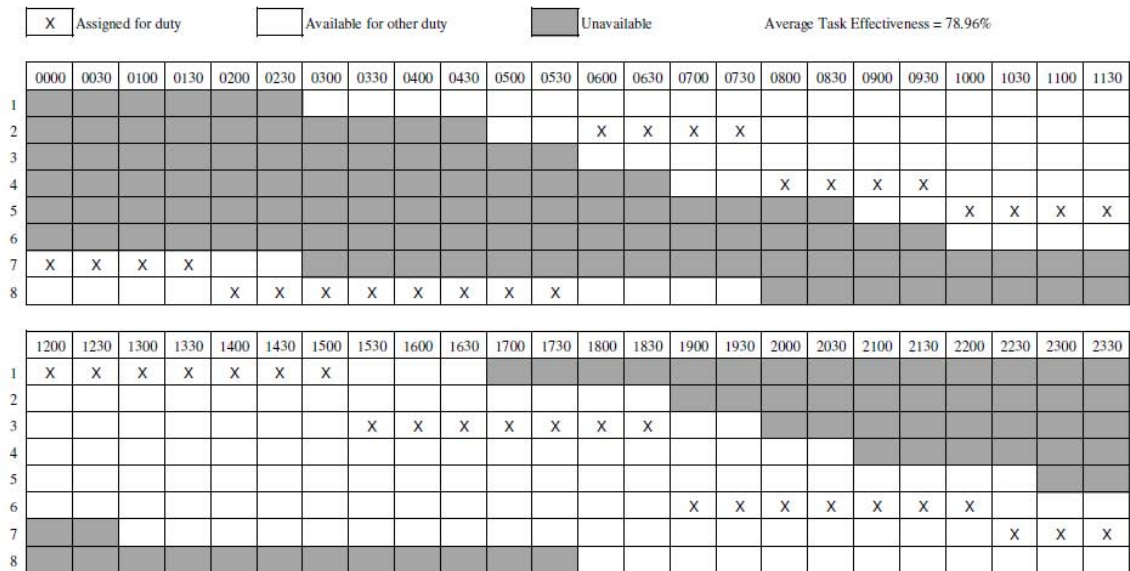 X Assigned for duty Available for other duty Unavailable Average Task Effectiveness = 78.96%
0000 0030 0100 0130 0200 0230 0300 0330 0400 0430 0500 0530 0600 0630 0700 0730 0800 0830 0900 0930 1000 1030 1100 1130
1
2 X X X X
3
4 X X X X
5 X X X X
6
7 X X X X
8 X X X X X X X X
1200 1230 1300 1330 1400 1430 1500 1530 1600 1630 1700 1730 1800 1830 1900 1930 2000 2030 2100 2130 2200 2230 2300 2330
1 X X X X X X X
2
3 X X X X X X X
4
5
6 X X X X X X X
7 X X X
8